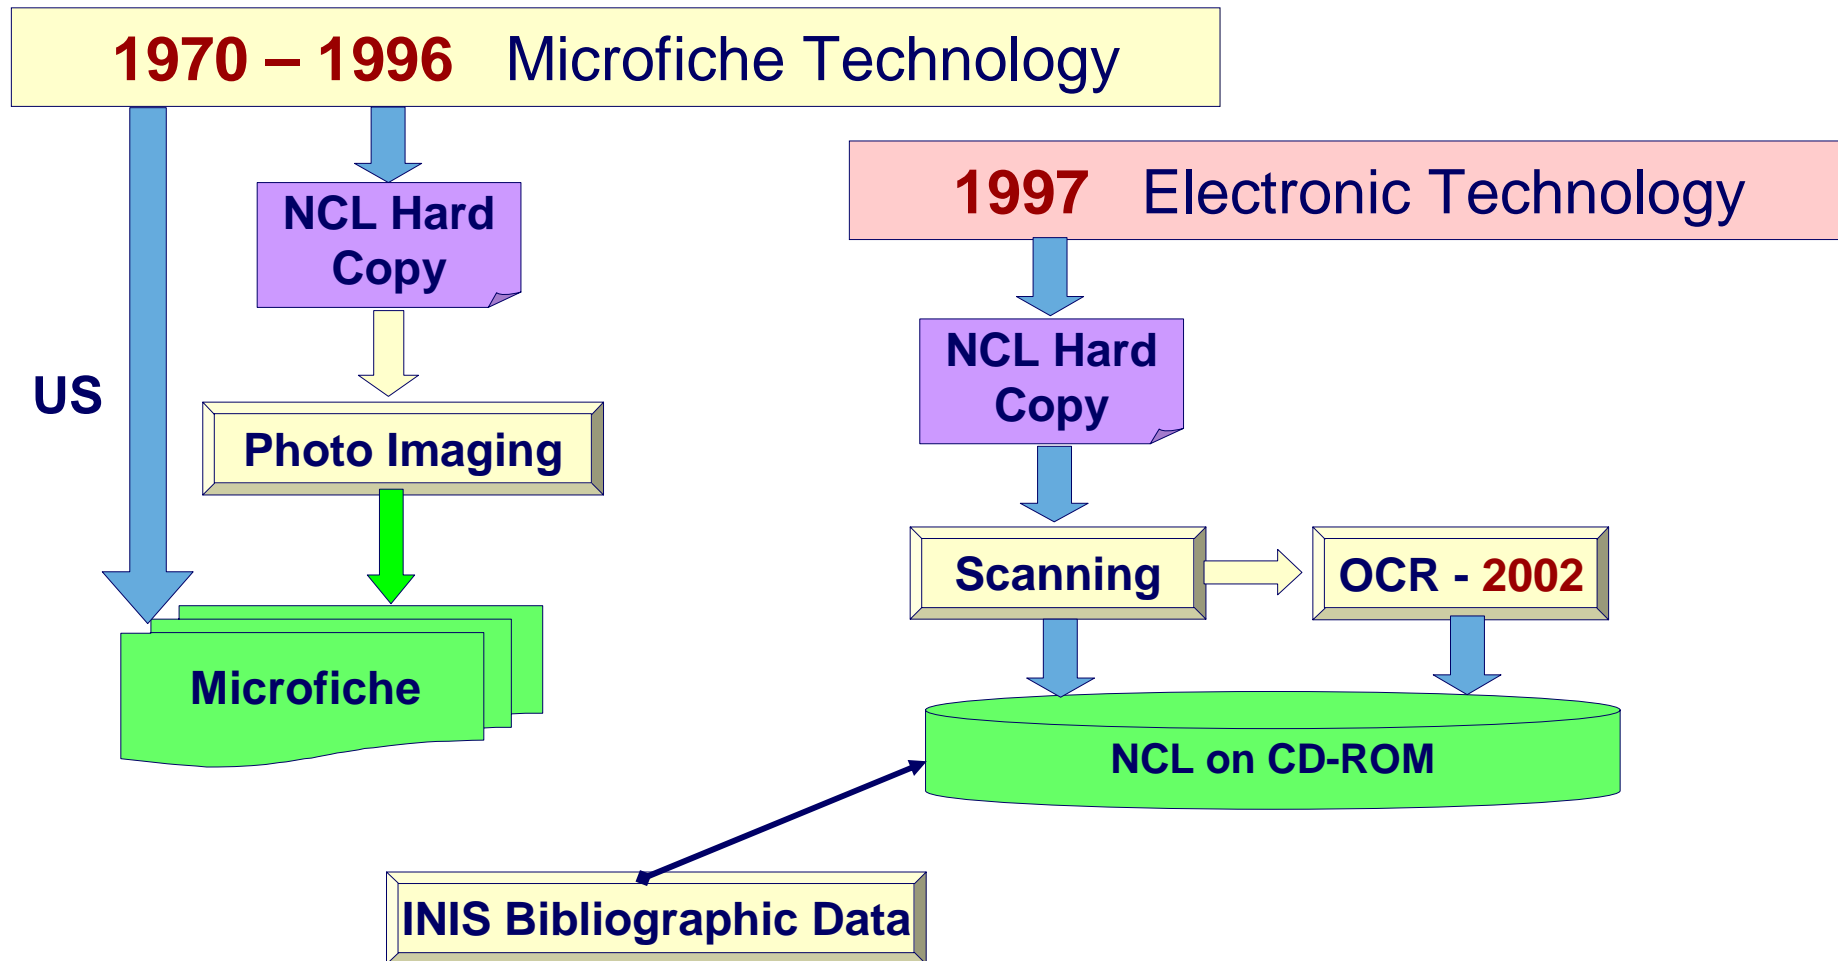 1970 – 1996 Microfiche Technology
NCL Hard
Copy
US
Photo Imaging
Microfiche
1997 Electronic Technology
NCL Hard
Copy
Scanning
OCR - 2002
NCL on CD-ROM
INIS Bibliographic Data